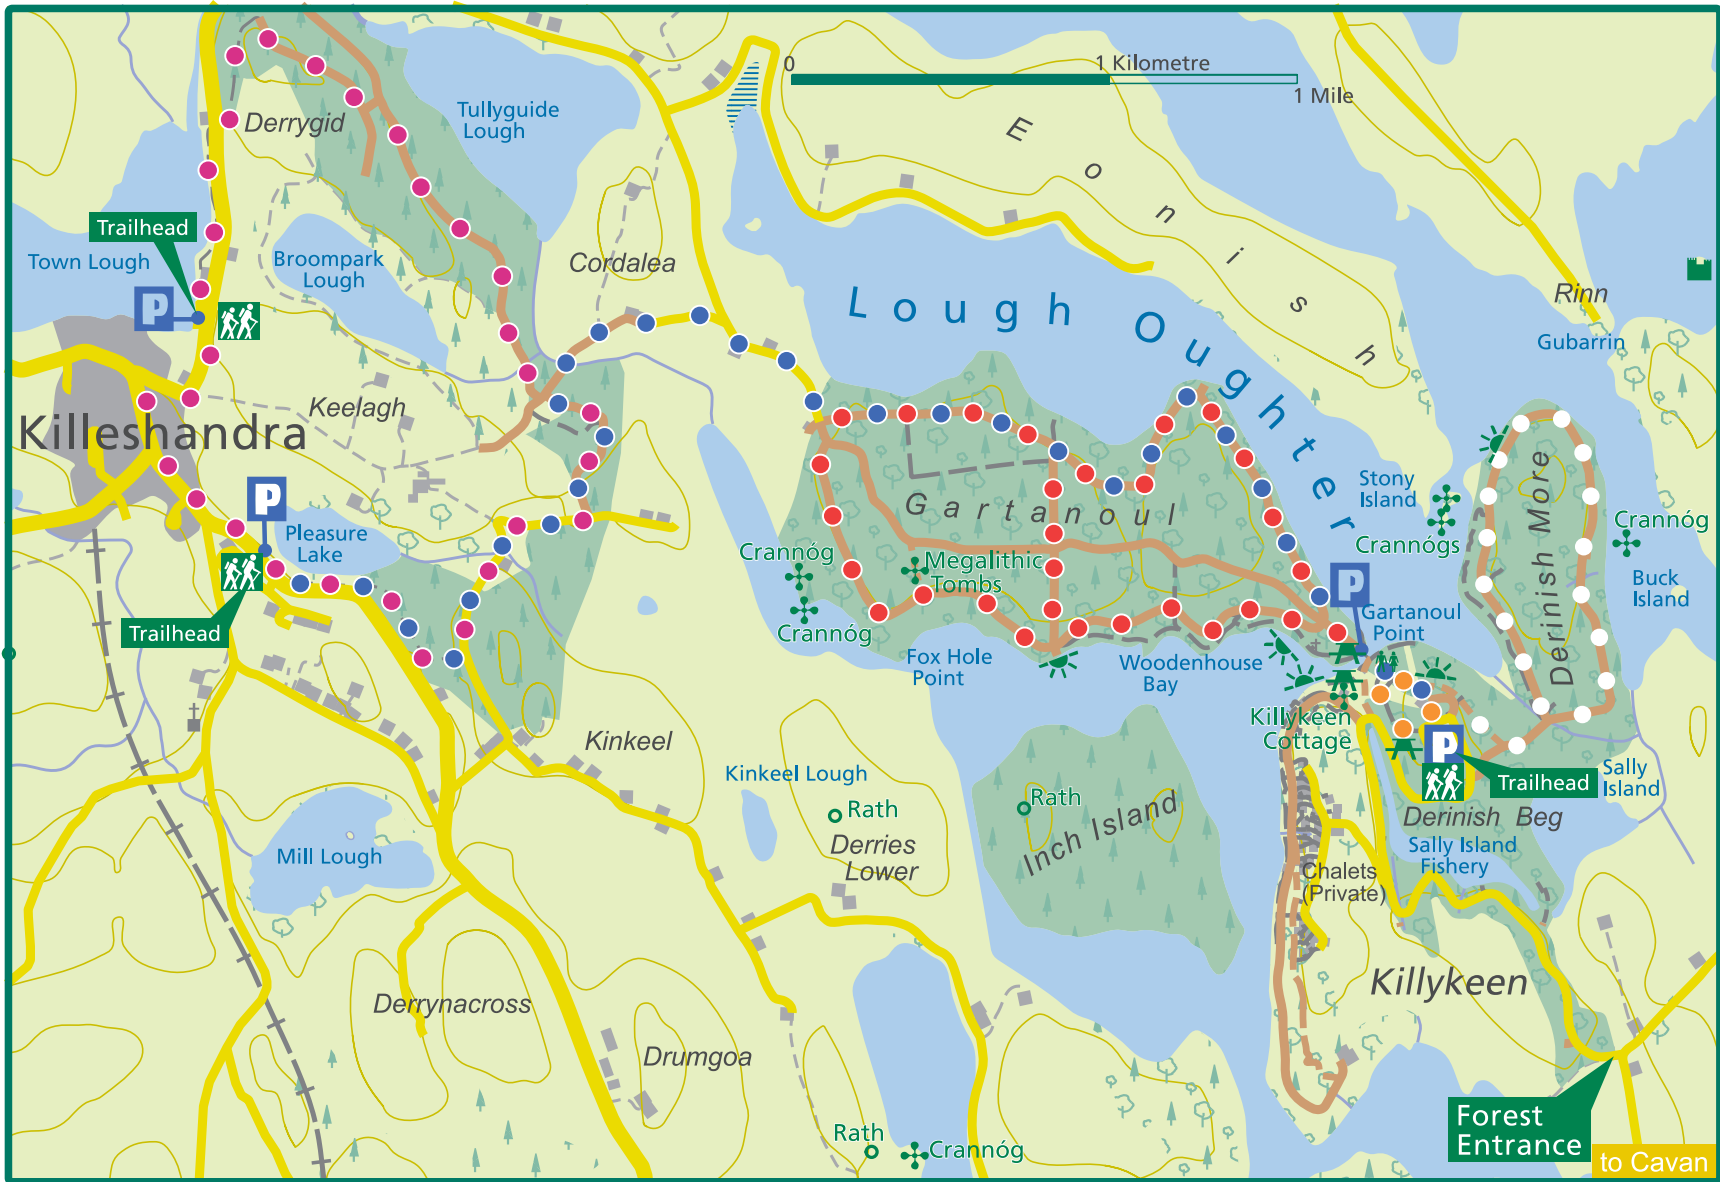 0
1 Kilometre
1 Mile
Tullyguide
Lough
Derrygid
Eonish
Trailhead
Town Lough
P
Broompark
Lough
Cordalea
Lough Oughter
Rinn
Gubarrin
Keelagh
Killeshandra
P
Pleasure
Lake
Trailhead
Gartanoul
Crannóg
Megalithic
Tombs
Crannóg
Fox Hole
Point
Woodenhouse
Bay
Stony
Island
Crannógs
Derinish More
Crannóg
Buck
Island
P
Gartanoul
Point
Killykeen
Cottage
P
Trailhead
Sally
Island
Derinish Beg
Sally Island
Fishery
Chalets
(Private)
Kinkeel
Kinkeel Lough
Rath
Derries
Lower
Rath
Inch Island
Mill Lough
Derrynacross
Drumgoa
Killykeen
Rath
Crannóg
Forest
Entrance
to Cavan